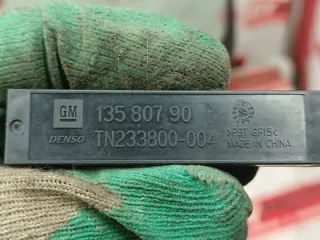 GM 135 807 90
DENSO TN233800-004
>PBT GF15<
MADE IN CHINA